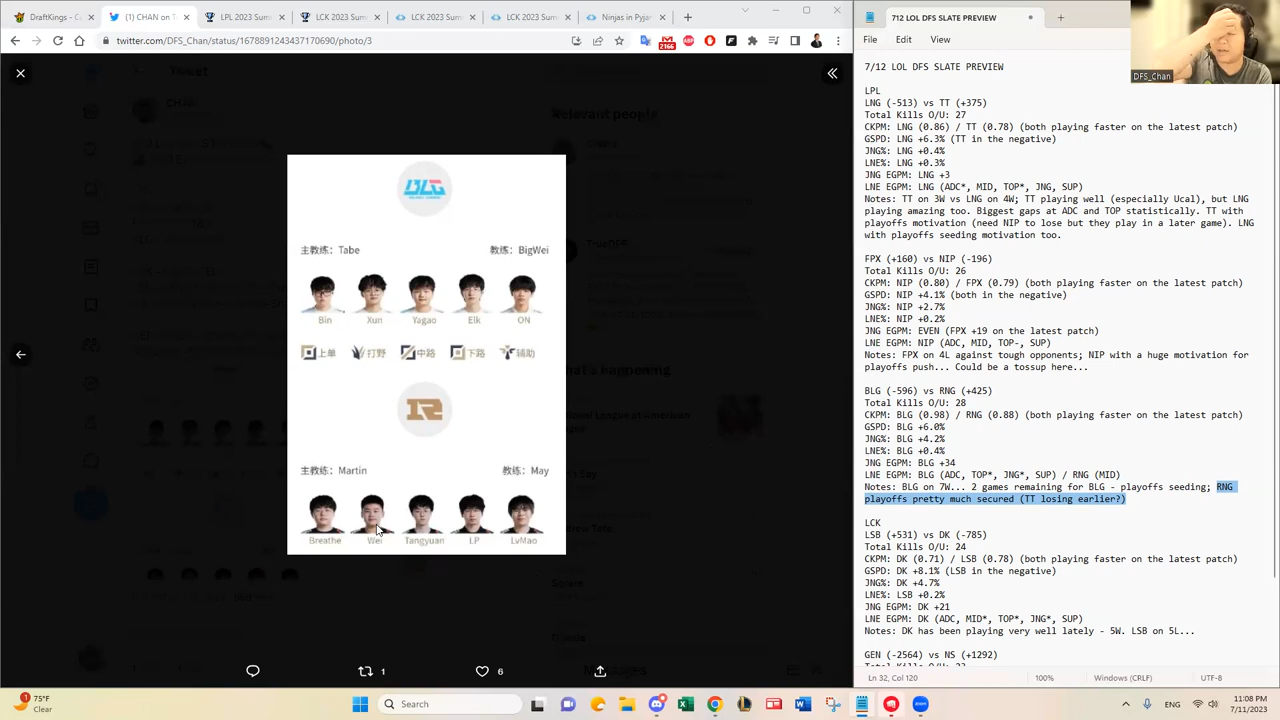 DraftKings - C
CHAN on T
LPL 2023 Sum
LCK 2023 Sum
LCK 2023 Sum
LCK 2023 Sum
Ninjas in Pyja
twitter.com/DFS_Chan/status/1678891243437170690/photo/3
2166
ABP
Tweet
CHAN
Relevant people
BLG
主教练：Tabe
教练：BigWei
Bin
Xun
Yagao
Elk
ON
上单
打野
中路
下路
辅助
主教练：Martin
教练：May
Breathe
Wei
Tangyuan
LP
LvMao
1
6
712 LOL DFS SLATE PREVIEW
File
Edit
View
DFS_Chan
7/12 LOL DFS SLATE PREVIEW
LPL
LNG (-513) vs TT (+375)
Total Kills O/U: 27
CKPM: LNG (0.86) / TT (0.78) (both playing faster on the latest patch)
GSPD: LNG +6.3% (TT in the negative)
JNG%: LNG +0.4%
LNE%: LNG +0.3%
JNG EGPM: LNG +3
LNE EGPM: LNG (ADC*, MID, TOP*, JNG, SUP)
Notes: TT on 3W vs LNG on 4W; TT playing well (especially Ucal), but LNG
playing amazing too. Biggest gaps at ADC and TOP statistically. TT with
playoffs motivation (need NIP to lose but they play in a later game). LNG
with playoffs seeding motivation too.
FPX (+160) vs NIP (-196)
Total Kills O/U: 26
CKPM: NIP (0.80) / FPX (0.79) (both playing faster on the latest patch)
GSPD: NIP +4.1% (both in the negative)
JNG%: NIP +2.7%
LNE%: NIP +0.2%
JNG EGPM: EVEN (FPX +19 on the latest patch)
LNE EGPM: NIP (ADC, MID, TOP-, SUP)
Notes: FPX on 4L against tough opponents; NIP with a huge motivation for
playoffs push... Could be a tossup here...
BLG (-596) vs RNG (+425)
Total Kills O/U: 28
CKPM: BLG (0.98) / RNG (0.88) (both playing faster on the latest patch)
GSPD: BLG +6.0%
JNG%: BLG +4.2%
LNE%: BLG +0.4%
JNG EGPM: BLG +34
LNE EGPM: BLG (ADC, TOP*, JNG*, SUP) / RNG (MID)
Notes: BLG on 7W... 2 games remaining for BLG - playoffs seeding; RNG
playoffs pretty much secured (TT losing earlier?)
LCK
LSB (+531) vs DK (-785)
Total Kills O/U: 24
CKPM: DK (0.71) / LSB (0.78) (both playing faster on the latest patch)
GSPD: DK +8.1% (LSB in the negative)
JNG%: DK +4.7%
LNE%: LSB +0.2%
JNG EGPM: DK +21
LNE EGPM: DK (ADC, MID*, TOP*, JNG*, SUP)
Notes: DK has been playing very well lately - 5W. LSB on 5L...
GEN (-2564) vs NS (+1292)
Ln 32, Col 120
100%
Windows (CRLF)
UTF-8
75°F
Clear
Search
ENG
11:08 PM
7/11/2023